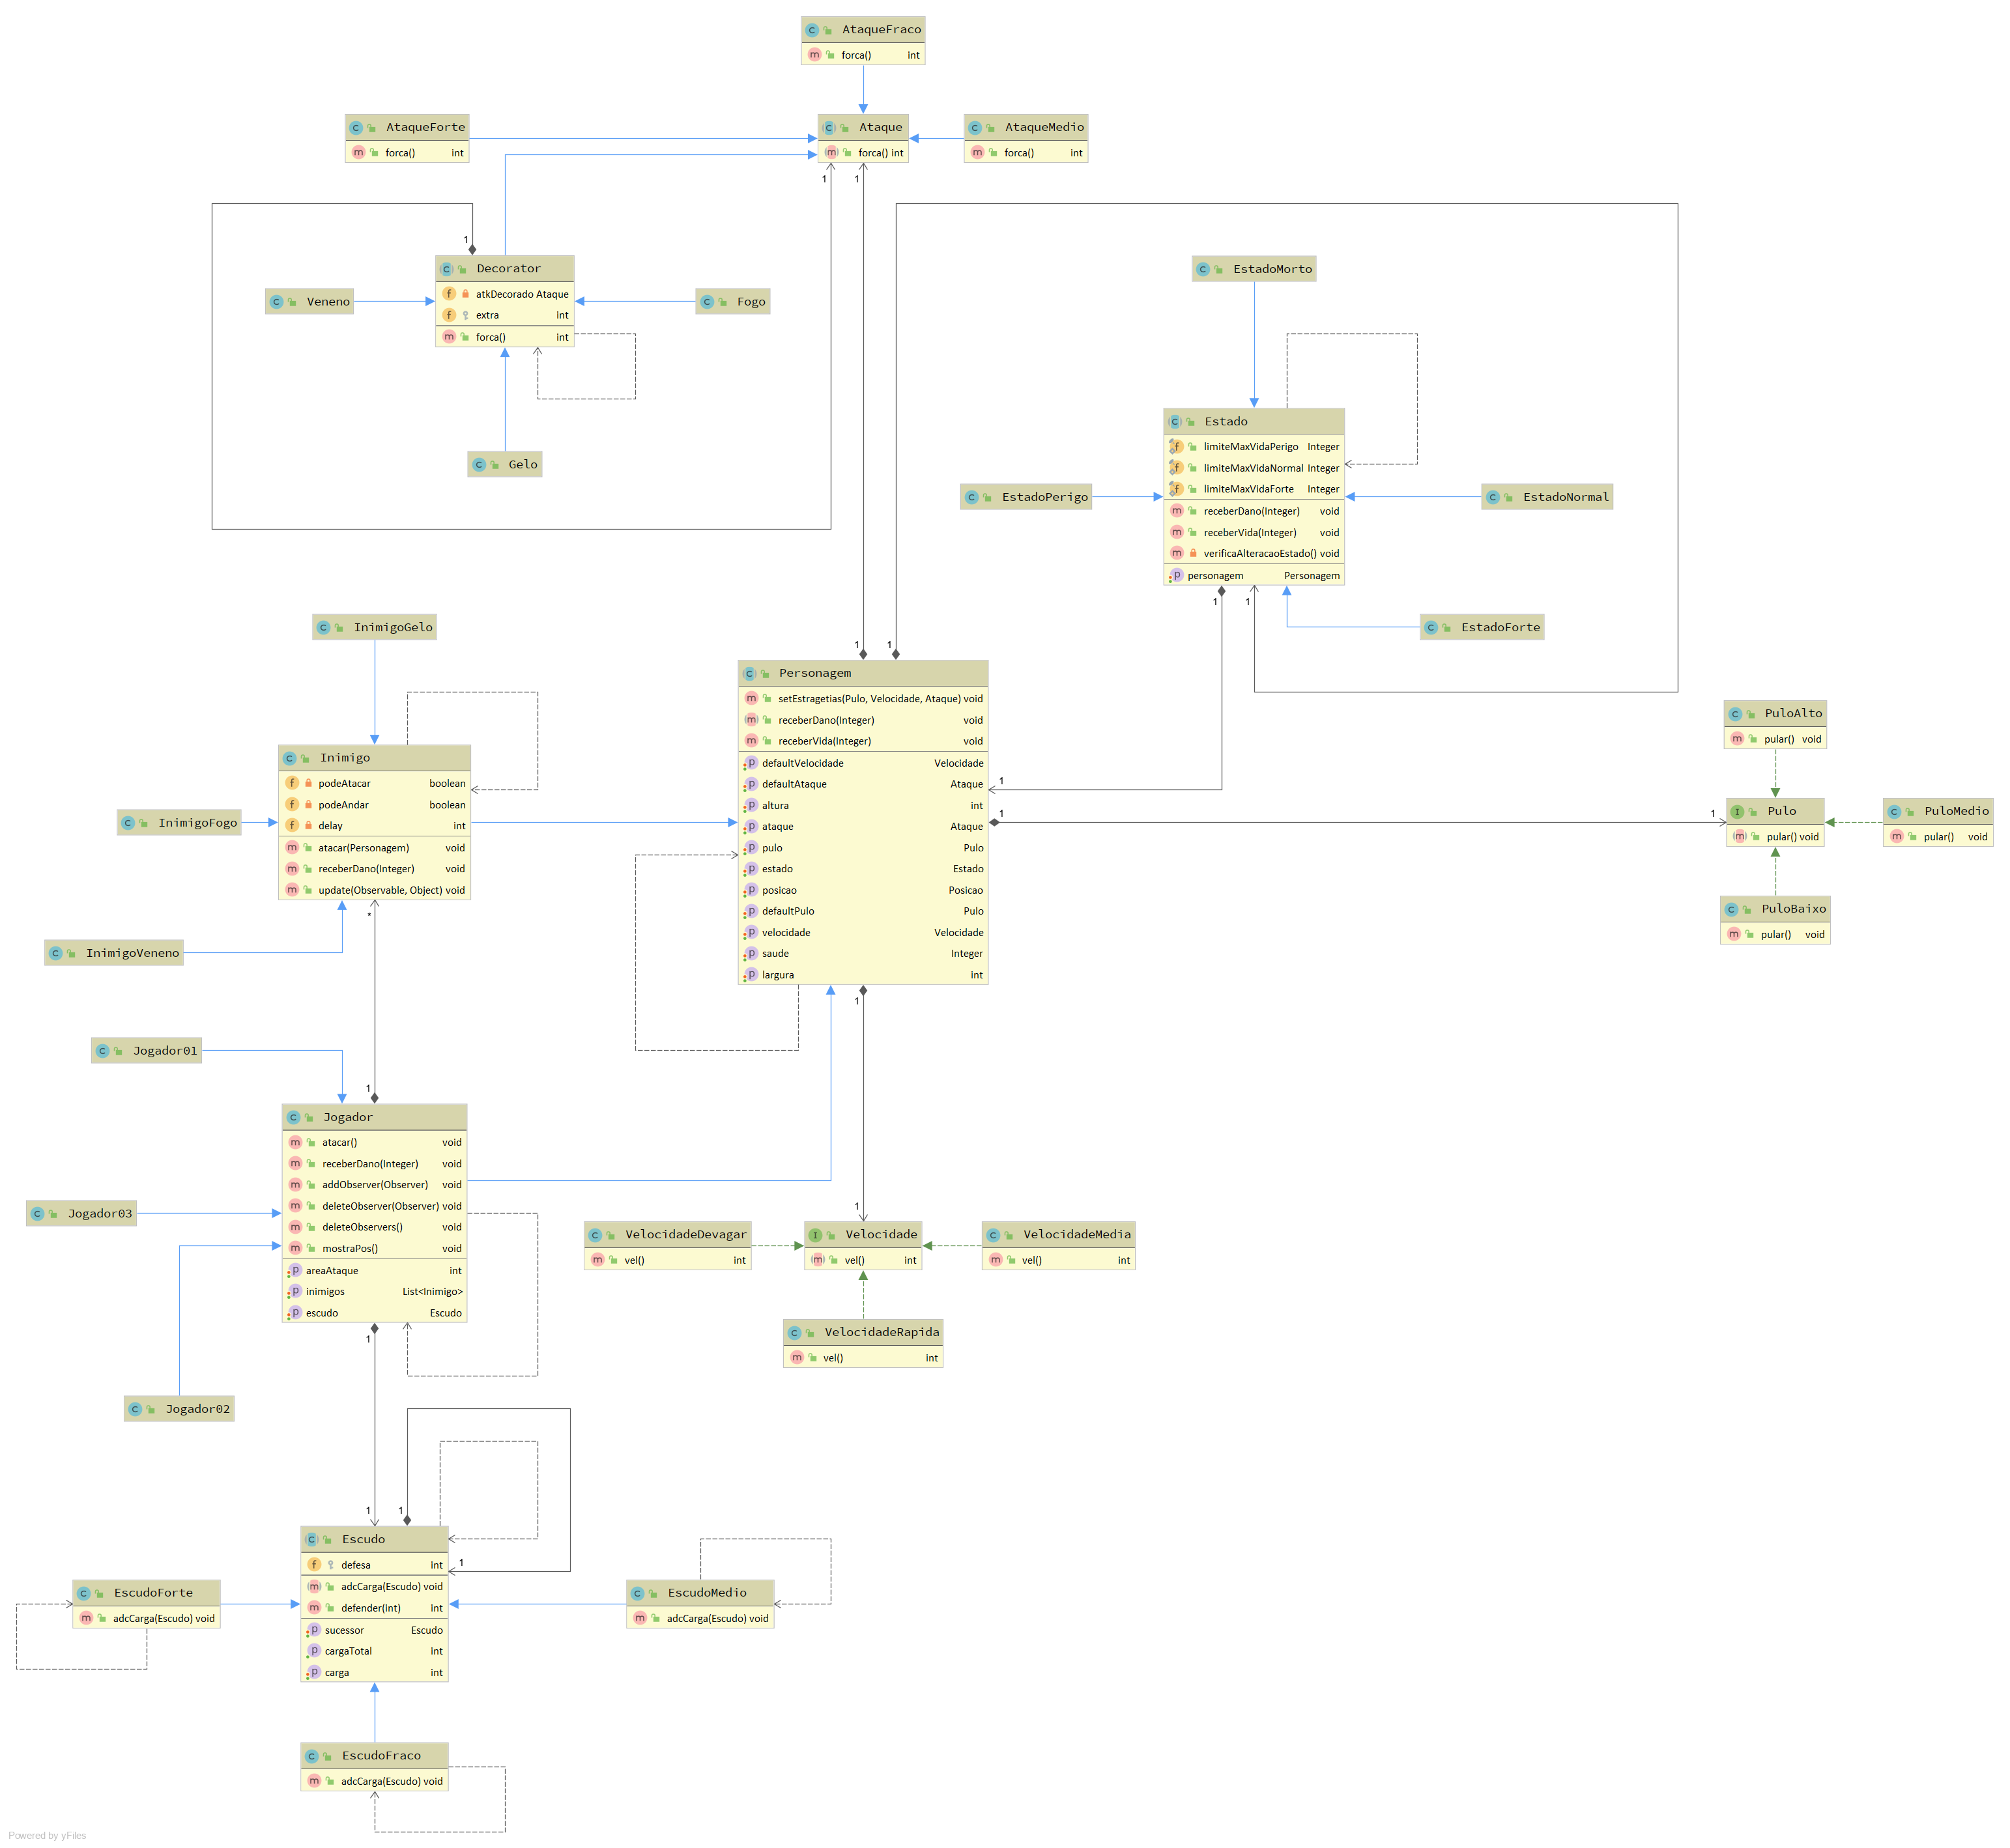 AtaqueFraco
forca() int
AtaqueForte
forca() int
Ataque
forca() int
AtaqueMedio
forca() int
1
1
1
Decorator
atkDecorado Ataque
extra int
forca() int
Veneno
Fogo
Gelo
EstadoMorto
Estado
limiteMaxVidaPerigo Integer
limiteMaxVidaNormal Integer
limiteMaxVidaForte Integer
receberDano(Integer) void
receberVida(Integer) void
verificaAlteracaoEstado() void
personagem Personagem
EstadoPerigo
EstadoNormal
1
1
EstadoForte
InimigoGelo
1
1
Personagem
setEstragetias(Pulo, Velocidade, Ataque) void
receberDano(Integer) void
receberVida(Integer) void
defaultVelocidade Velocidade
defaultAtaque Ataque
altura int
ataque Ataque
pulo Pulo
estado Estado
posicao Posicao
defaultPulo Pulo
velocidade Velocidade
saude Integer
largura int
1
1
1
1
Inimigo
podeAtacar boolean
podeAndar boolean
delay int
atacar(Personagem) void
receberDano(Integer) void
update(Observable, Object) void
InimigoFogo
*
InimigoVeneno
PuloAlto
pular() void
Pulo
pular() void
PuloMedio
pular() void
PuloBaixo
pular() void
Jogador01
1
Jogador
atacar() void
receberDano(Integer) void
addObserver(Observer) void
deleteObserver(Observer) void
deleteObservers() void
mostraPos() void
areaAtaque int
inimigos List<Inimigo>
escudo Escudo
Jogador03
1
Jogador02
1
VelocidadeDevagar
vel() int
Velocidade
vel() int
VelocidadeMedia
vel() int
VelocidadeRapida
vel() int
1
1
Escudo
defesa int
adcCarga(Escudo) void
defender(int) int
sucessor Escudo
cargaTotal int
carga int
1
EscudoForte
adcCarga(Escudo) void
EscudoMedio
adcCarga(Escudo) void
EscudoFraco
adcCarga(Escudo) void
Powered by yFiles